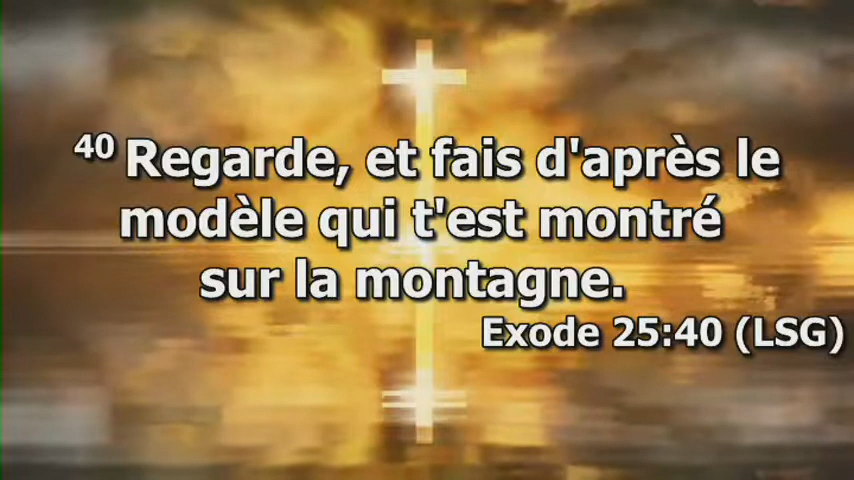 40 Regarde, et fais d'après le
modèle qui t'est montré
sur la montagne.
Exode 25:40 (LSG)